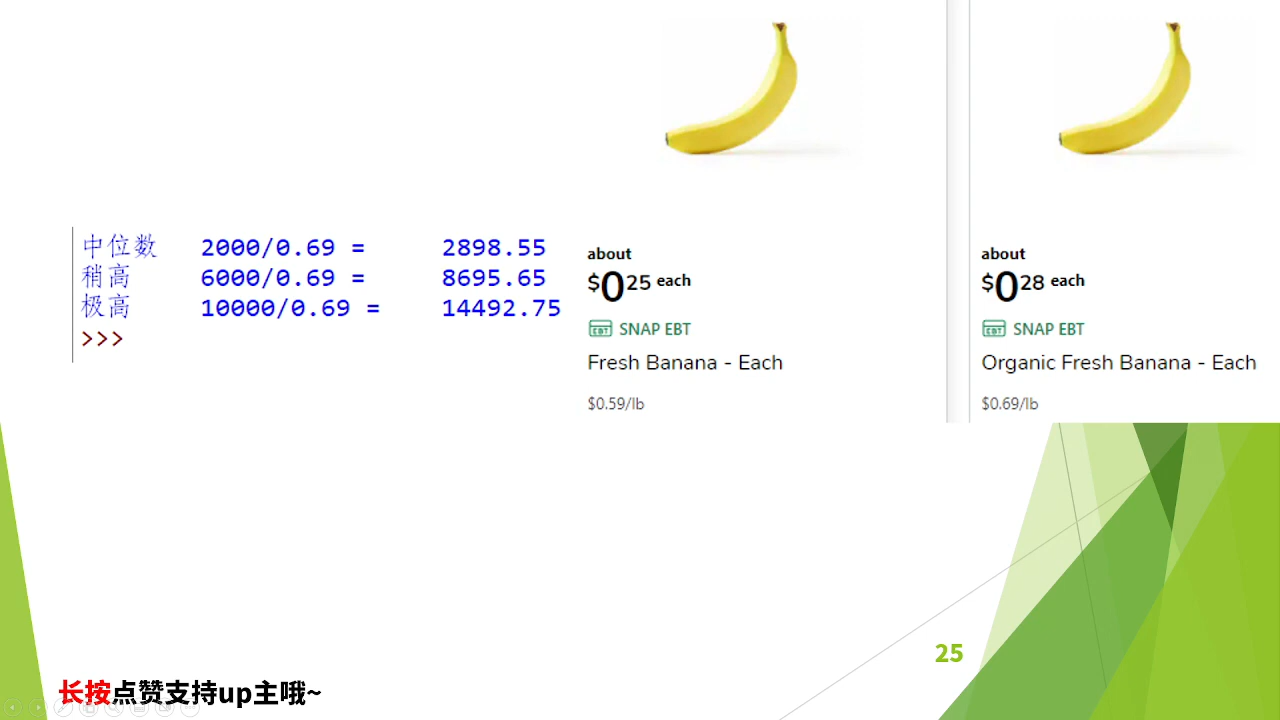 中位数 2000/0.69 = 2898.55
稍高 6000/0.69 = 8695.65
极高 10000/0.69 = 14492.75
>>>
about
$0 25 each
EBT SNAP EBT
Fresh Banana - Each
$0.59/lb
about
$0 28 each
EBT SNAP EBT
Organic Fresh Banana - Each
$0.69/lb
25
长按点赞支持up主哦~